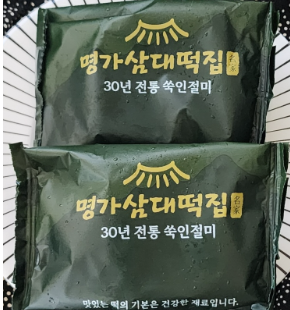 명가삼대떡집
30년 전통 쑥인절미
명가삼대떡집 名家
30년 전통 쑥인절미
맛있는 떡의 기본은 건강한 재료입니다.